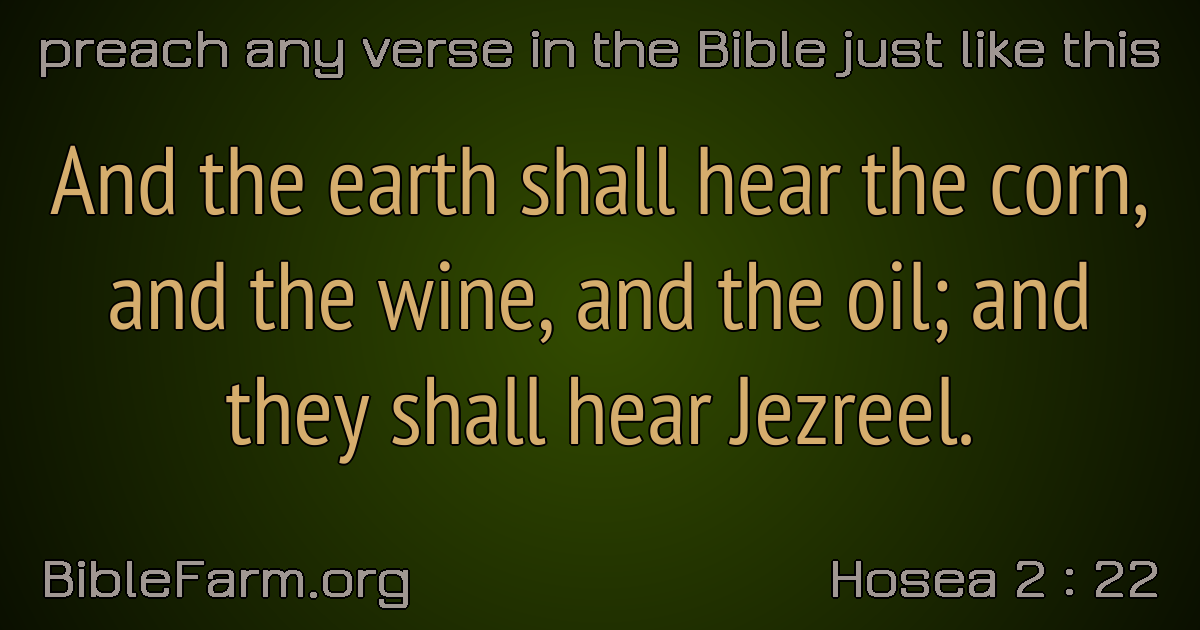 preach any verse in the Bible just like this
And the earth shall hear the corn,
and the wine, and the oil; and
they shall hear Jezreel.
BibleFarm.org
Hosea 2 : 22